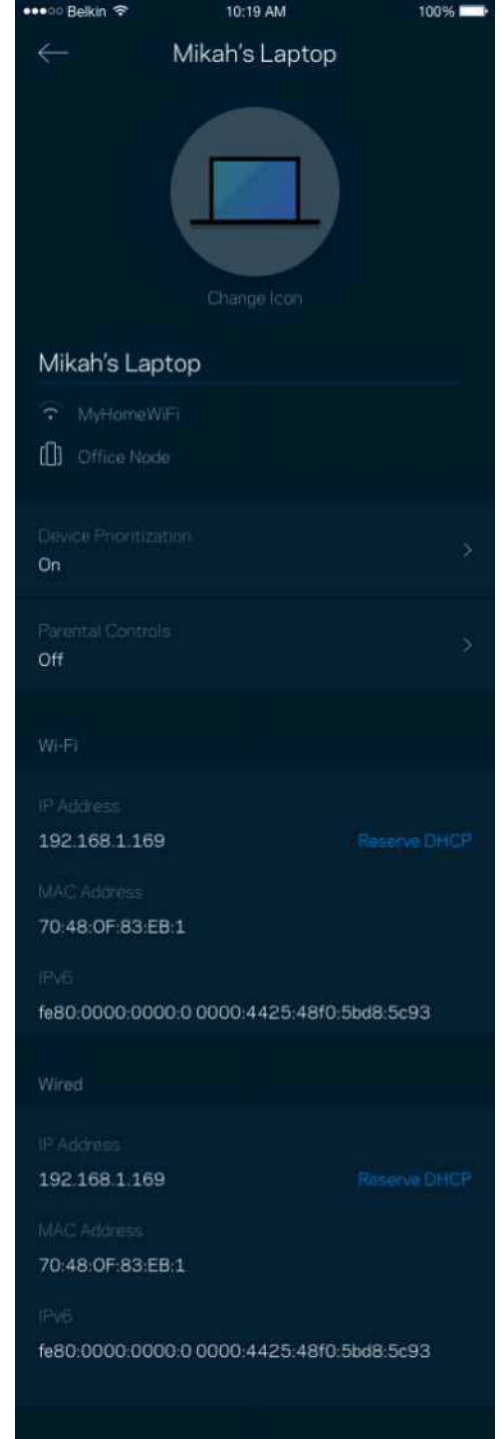 Belkin 10:19 AM 100%
Mikah's Laptop
Change Icon
Mikah's Laptop
MyHomeWiFi
Office Node
Device Prioritization
On
Parental Controls
Off
Wi-Fi
IP Address
192.168.1.169 Reserve DHCP
MAC Address
70:48:0F:83:EB:1
IPv6
fe80:0000:0000:0 0000:4425:48f0:5bd8:5c93
Wired
IP Address
192.168.1.169 Reserve DHCP
MAC Address
70:48:0F:83:EB:1
IPv6
fe80:0000:0000:0 0000:4425:48f0:5bd8:5c93